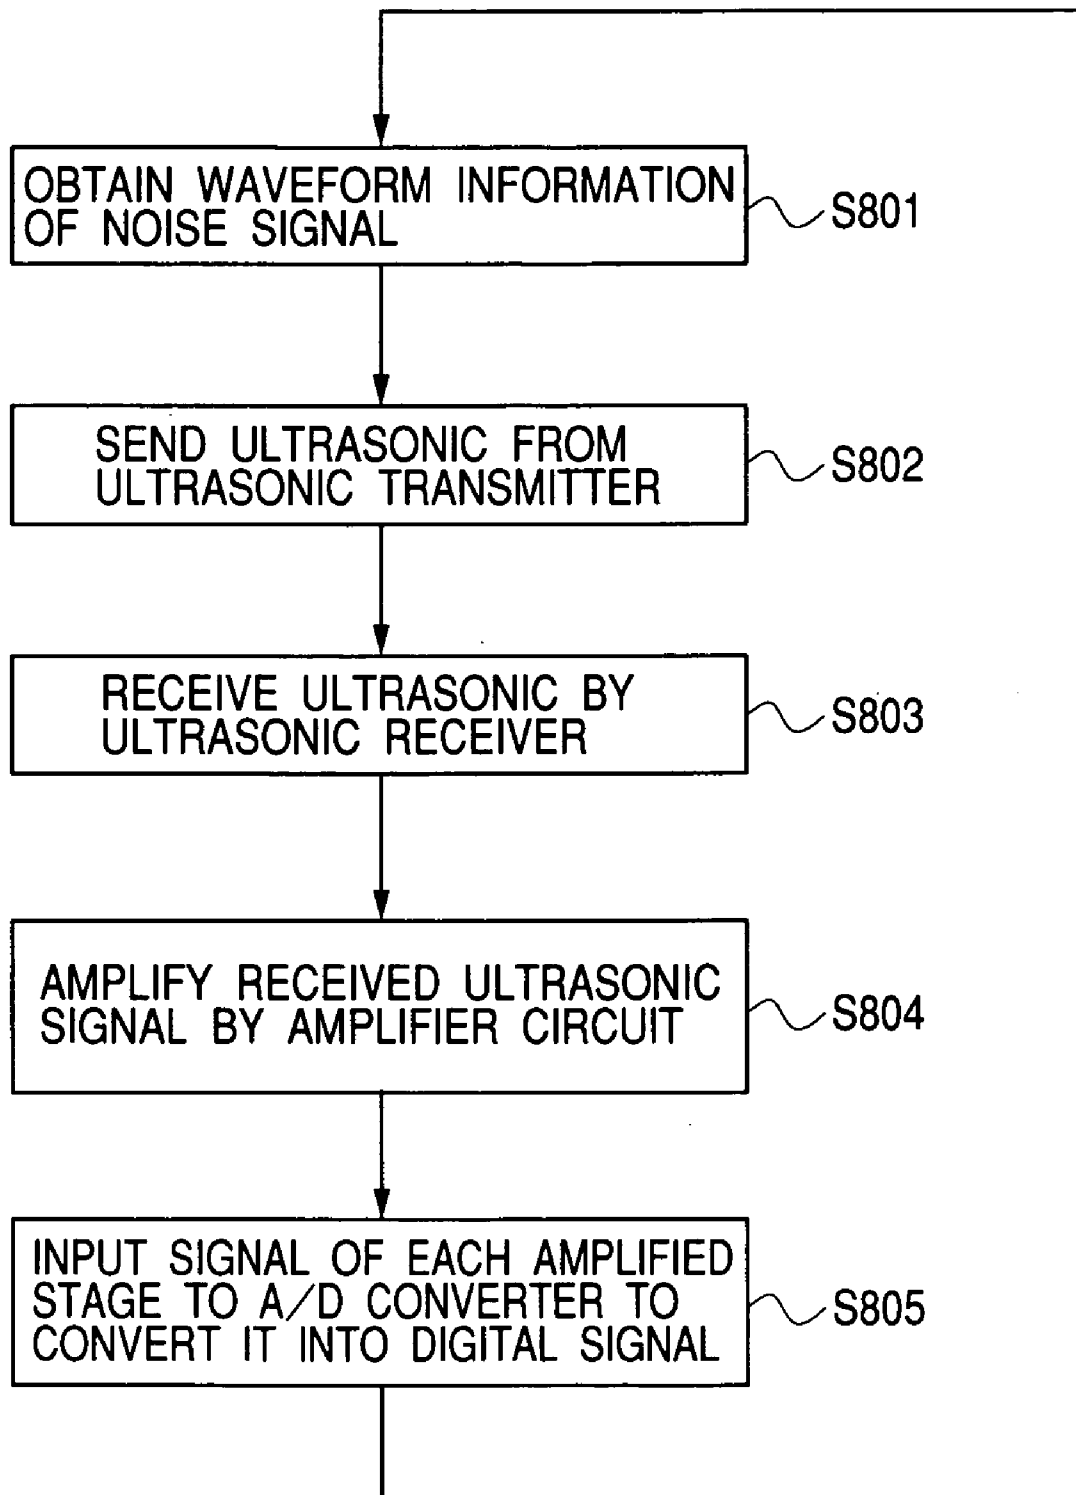 OBTAIN WAVEFORM INFORMATION
OF NOISE SIGNAL
S801
SEND ULTRASONIC FROM
ULTRASONIC TRANSMITTER
S802
RECEIVE ULTRASONIC BY
ULTRASONIC RECEIVER
S803
AMPLIFY RECEIVED ULTRASONIC
SIGNAL BY AMPLIFIER CIRCUIT
S804
INPUT SIGNAL OF EACH AMPLIFIED
STAGE TO A/D CONVERTER TO
CONVERT IT INTO DIGITAL SIGNAL
S805